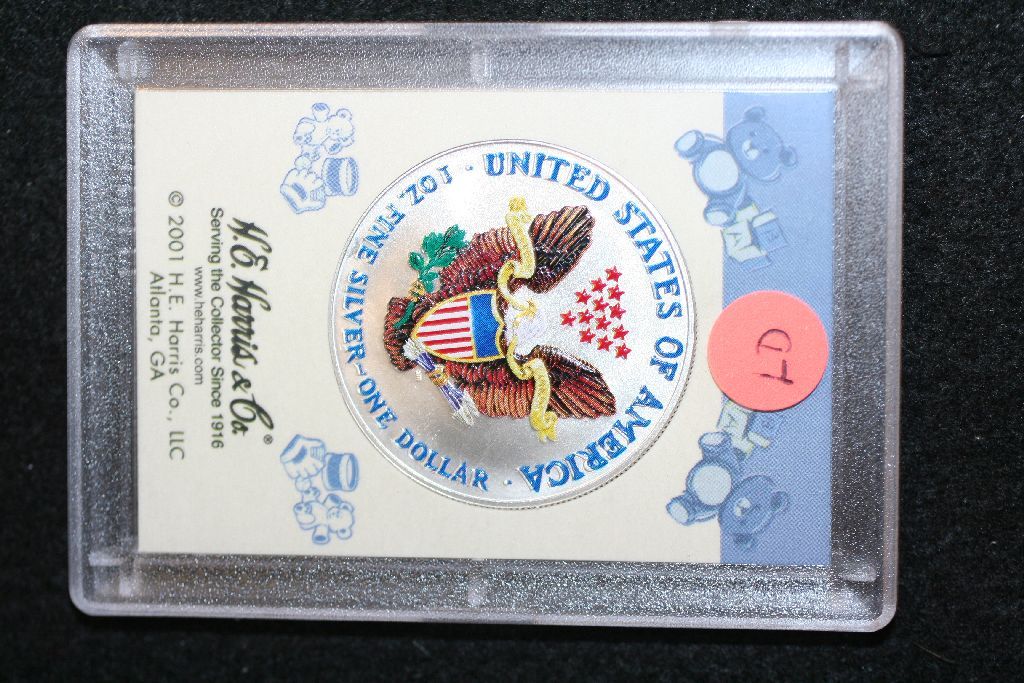 UNITED STATES OF AMERICA
· 1 OZ. FINE SILVER~ONE DOLLAR ·
H.E. Harris & Co.®
Serving the Collector Since 1916
www.heharris.com
© 2001 H.E. Harris Co., LLC
Atlanta, GA